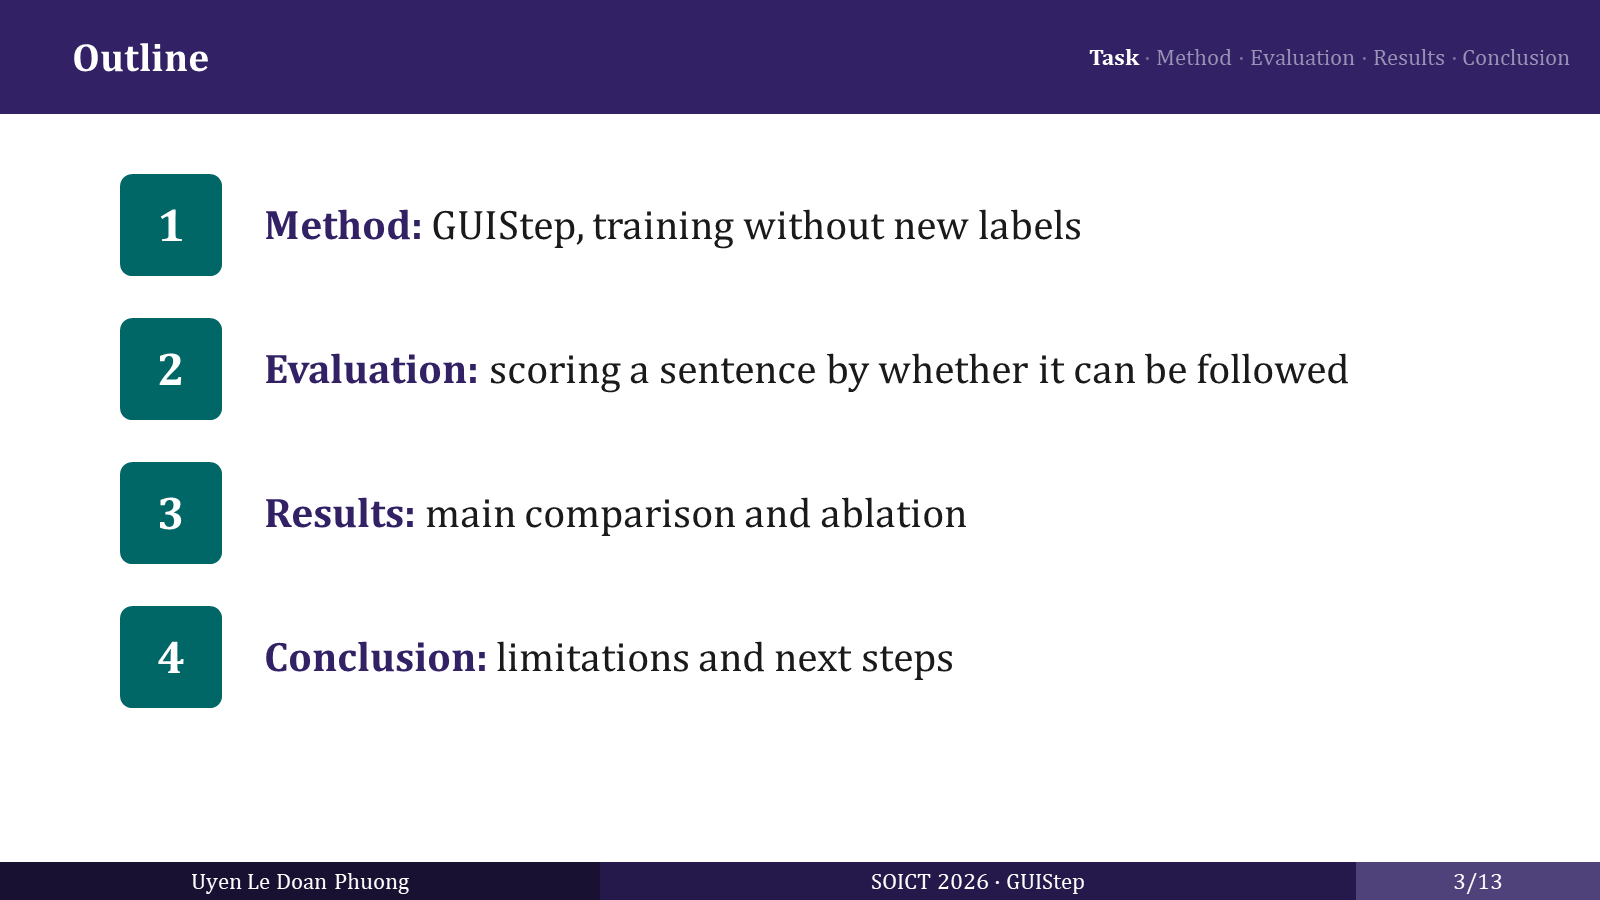 Outline
Task · Method · Evaluation · Results · Conclusion
1
Method: GUIStep, training without new labels
2
Evaluation: scoring a sentence by whether it can be followed
3
Results: main comparison and ablation
4
Conclusion: limitations and next steps
Uyen Le Doan Phuong
SOICT 2026 · GUIStep
3/13